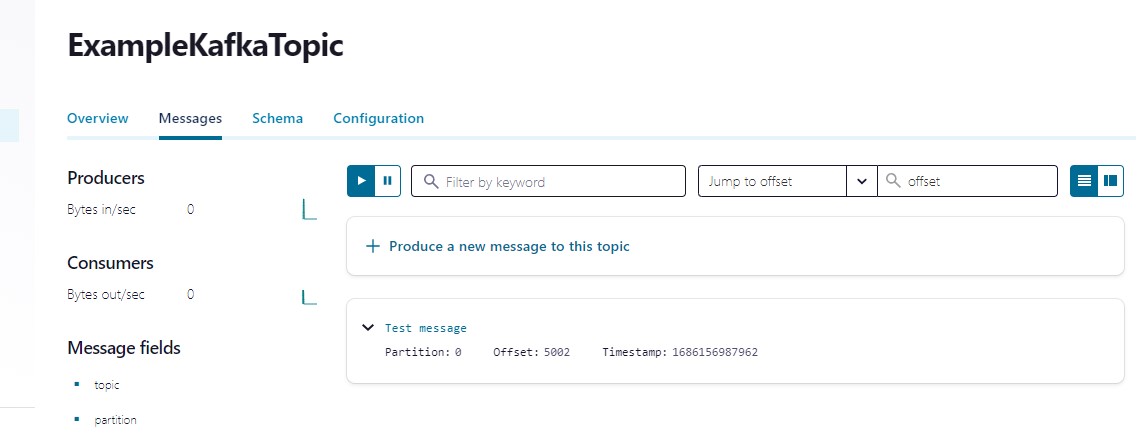 ExampleKafkaTopic
Overview Messages Schema Configuration
Producers
Bytes in/sec 0
Consumers
Bytes out/sec 0
Message fields
topic
partition
Filter by keyword Jump to offset offset
Produce a new message to this topic
Test message
Partition: 0 Offset: 5002 Timestamp: 1686156987962